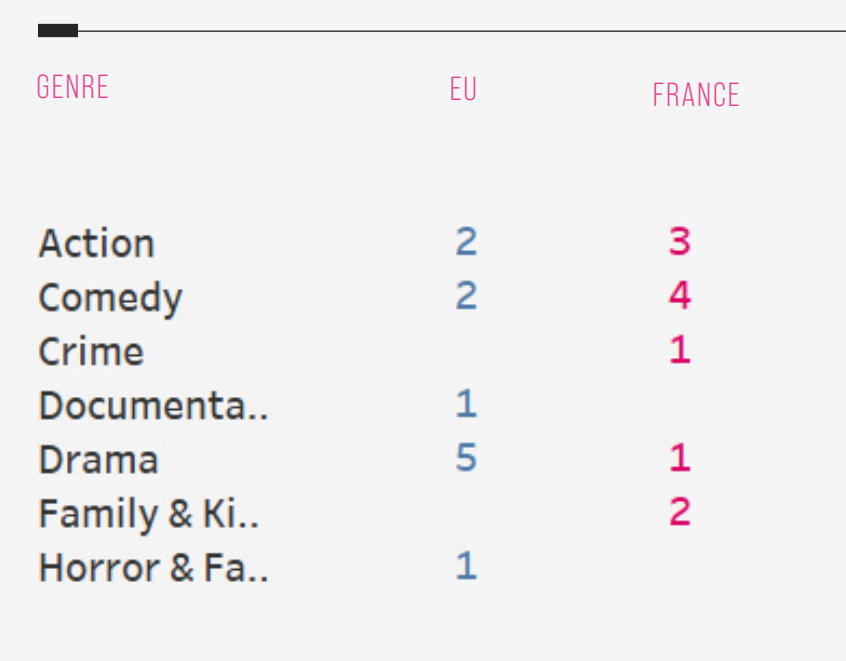 GENRE EU FRANCE
Action 2 3
Comedy 2 4
Crime 1
Documenta.. 1
Drama 5 1
Family & Ki.. 2
Horror & Fa.. 1